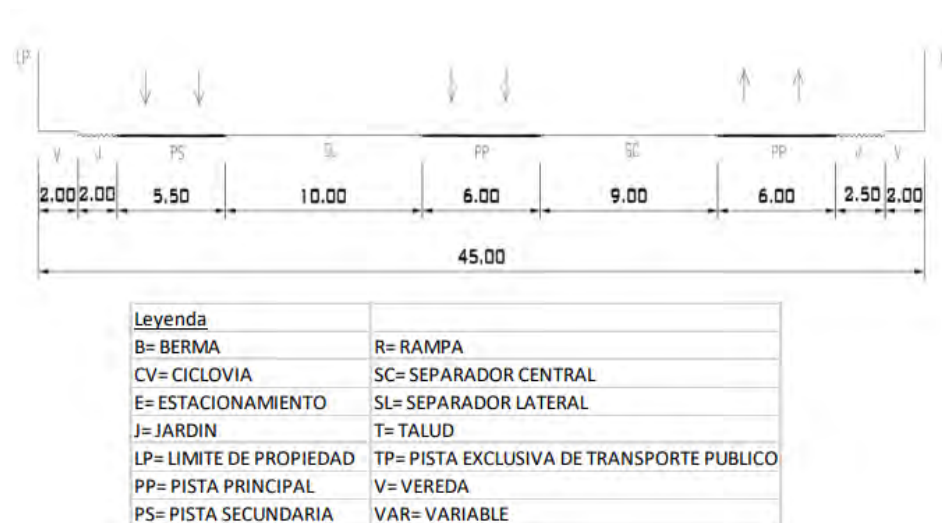 LP
V J PS SL PP SC PP J V
2.00 2.00 5.50 10.00 6.00 9.00 6.00 2.50 2.00
45.00
Leyenda
B= BERMA R= RAMPA
CV= CICLOVIA SC= SEPARADOR CENTRAL
E= ESTACIONAMIENTO SL= SEPARADOR LATERAL
J= JARDIN T= TALUD
LP= LIMITE DE PROPIEDAD TP= PISTA EXCLUSIVA DE TRANSPORTE PUBLICO
PP= PISTA PRINCIPAL V= VEREDA
PS= PISTA SECUNDARIA VAR= VARIABLE